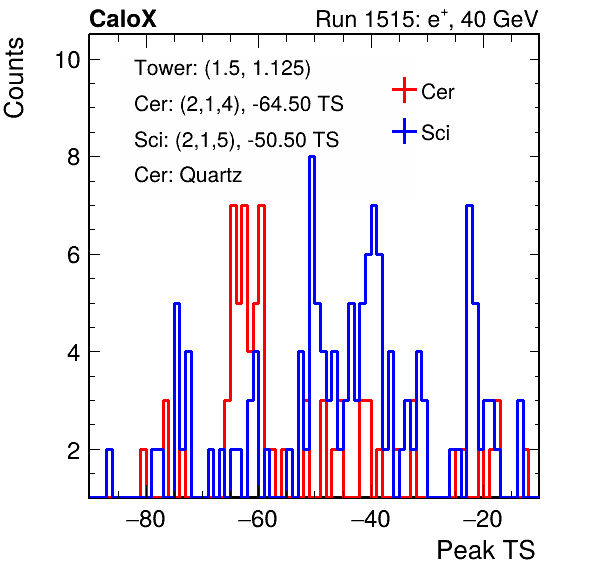 CaloX
Run 1515: e+, 40 GeV
Counts
Tower: (1.5, 1.125)
Cer: (2,1,4), -64.50 TS
Sci: (2,1,5), -50.50 TS
Cer: Quartz
Cer
Sci
10
8
6
4
2
−80
−60
−40
−20
Peak TS